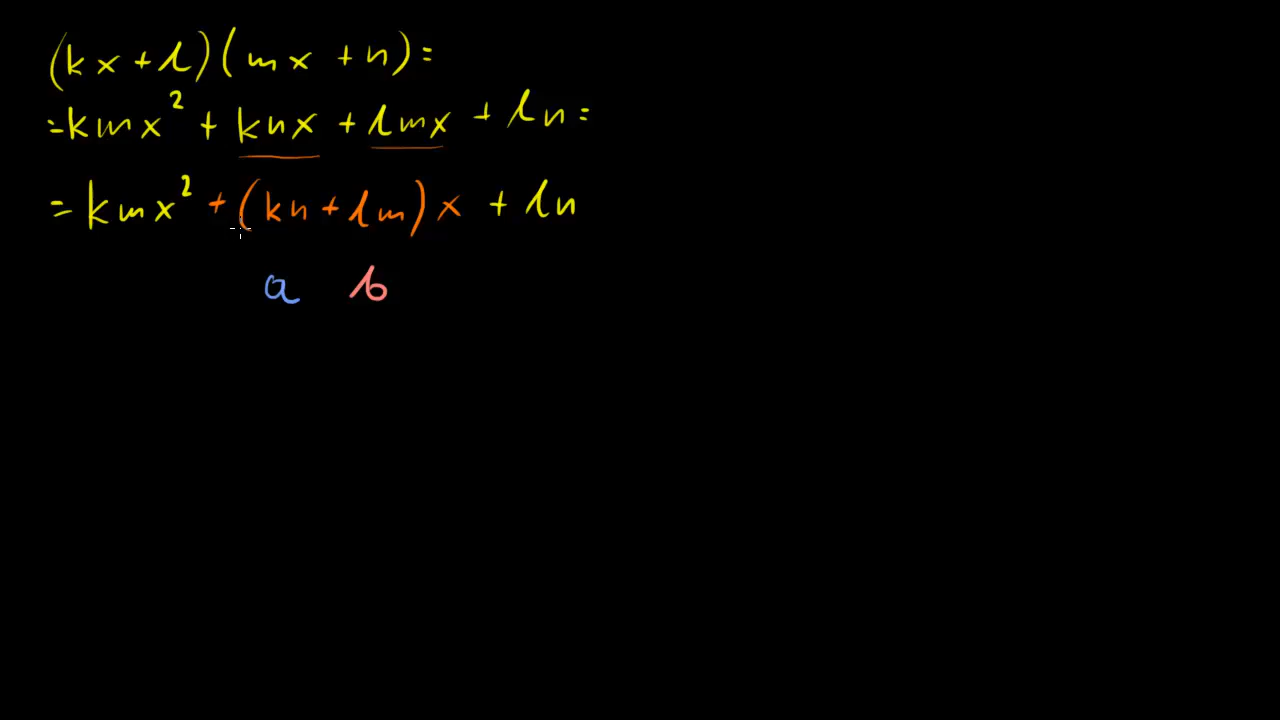 (kx + l)(mx + n) =
= kmx² + knx + lmx + ln =
= kmx² + (kn + lm)x + ln
a b